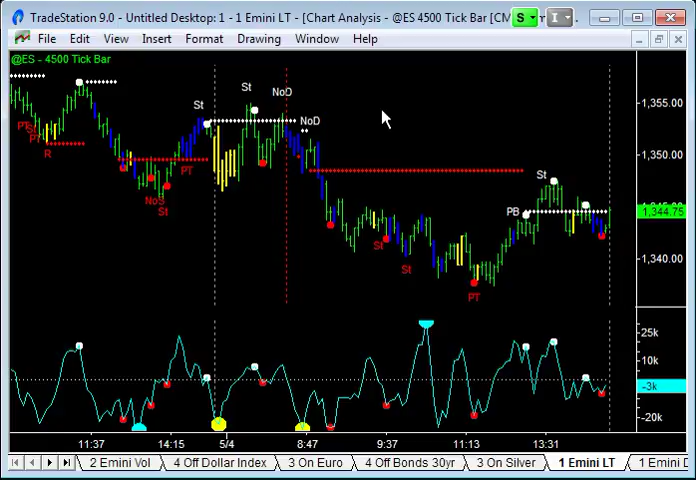 TradeStation 9.0 - Untitled Desktop: 1 - 1 Emini LT - [Chart Analysis - @ES 4500 Tick Bar [CM
S I
File Edit View Insert Format Drawing Window Help
@ES - 4500 Tick Bar
1,355.00
St St NoD
NoD
PT St
PT
R
1,350.00
PT
St
NoS
St
PB
1,344.75
St
1,340.00
St
PT
25k
10k
-3k
-20k
11:37 14:15 5/4 8:47 9:37 11:13 13:31
2 Emini Vol 4 Off Dollar Index 3 On Euro 4 Off Bonds 30yr 3 On Silver 1 Emini LT 1 Emini D